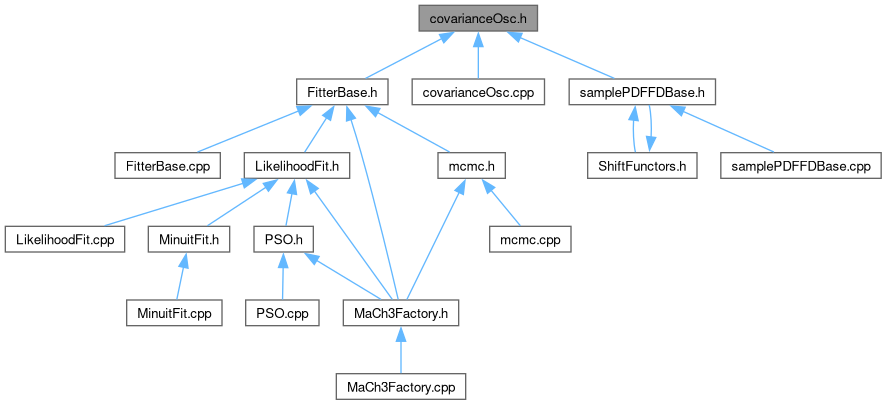 covarianceOsc.h
FitterBase.h
covarianceOsc.cpp
samplePDFFDBase.h
FitterBase.cpp
LikelihoodFit.h
mcmc.h
ShiftFunctors.h
samplePDFFDBase.cpp
LikelihoodFit.cpp
MinuitFit.h
PSO.h
mcmc.cpp
MinuitFit.cpp
PSO.cpp
MaCh3Factory.h
MaCh3Factory.cpp